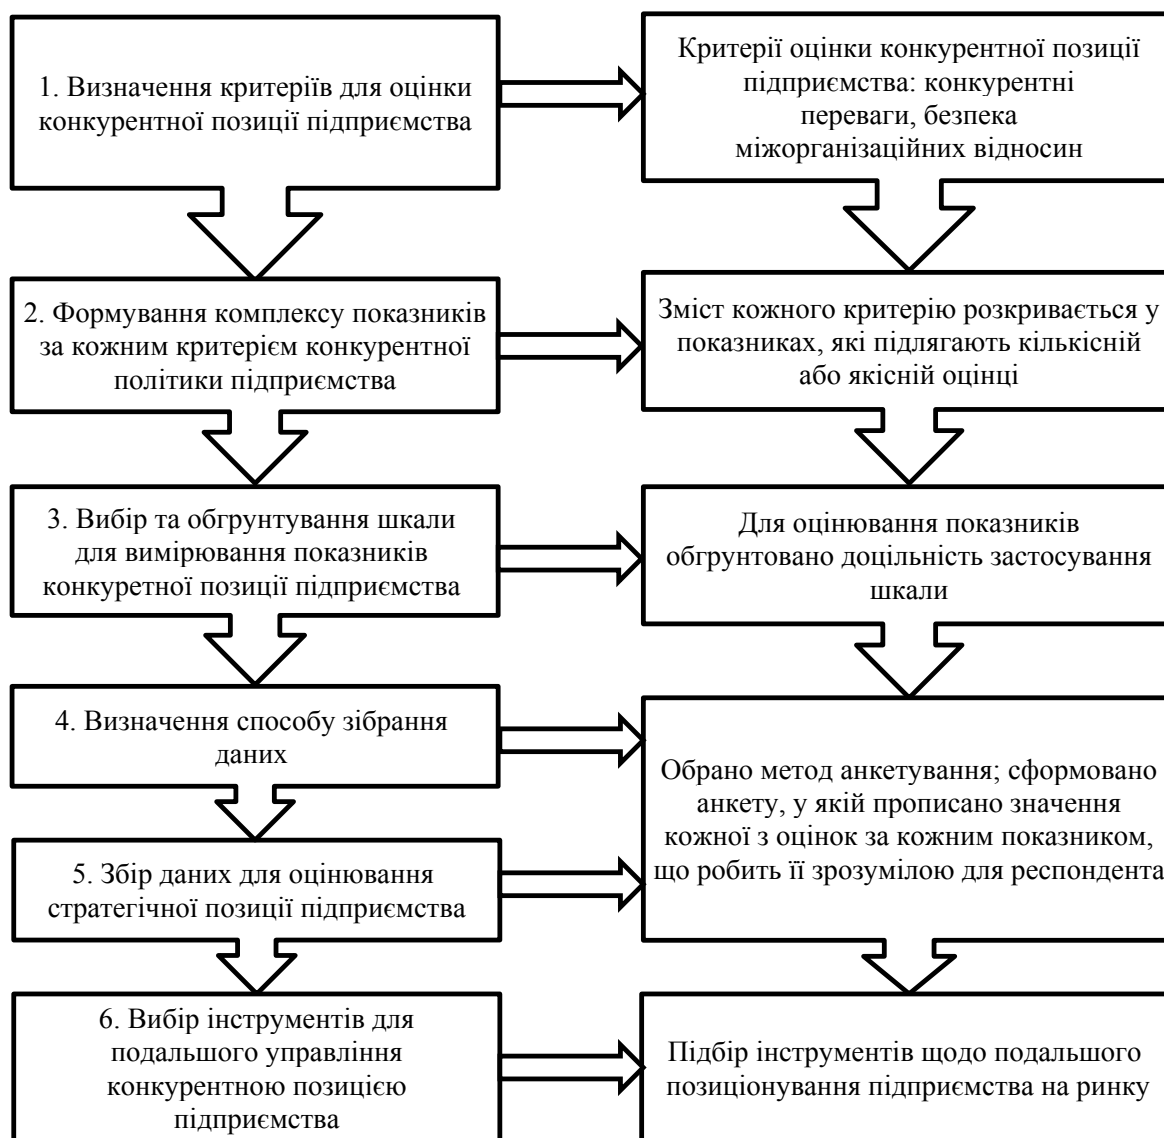 1. Визначення критеріїв для оцінки
конкурентної позиції підприємства
Критерії оцінки конкурентної позиції
підприємства: конкурентні
переваги, безпека
міжорганізаційних відносин
2. Формування комплексу показників
за кожним критерієм конкурентної
політики підприємства
Зміст кожного критерію розкривається у
показниках, які підлягають кількісній
або якісній оцінці
3. Вибір та обгрунтування шкали
для вимірювання показників
конкуретної позиції підприємства
Для оцінювання показників
обгрунтовано доцільність застосування
шкали
4. Визначення способу зібрання
даних
Обрано метод анкетування; сформовано
анкету, у якій прописано значення
кожної з оцінок за кожним показником,
що робить її зрозумілою для респондента
5. Збір даних для оцінювання
стратегічної позиції підприємства
6. Вибір інструментів для
подальшого управління
конкурентною позицією
підприємства
Підбір інструментів щодо подальшого
позиціонування підприємства на ринку